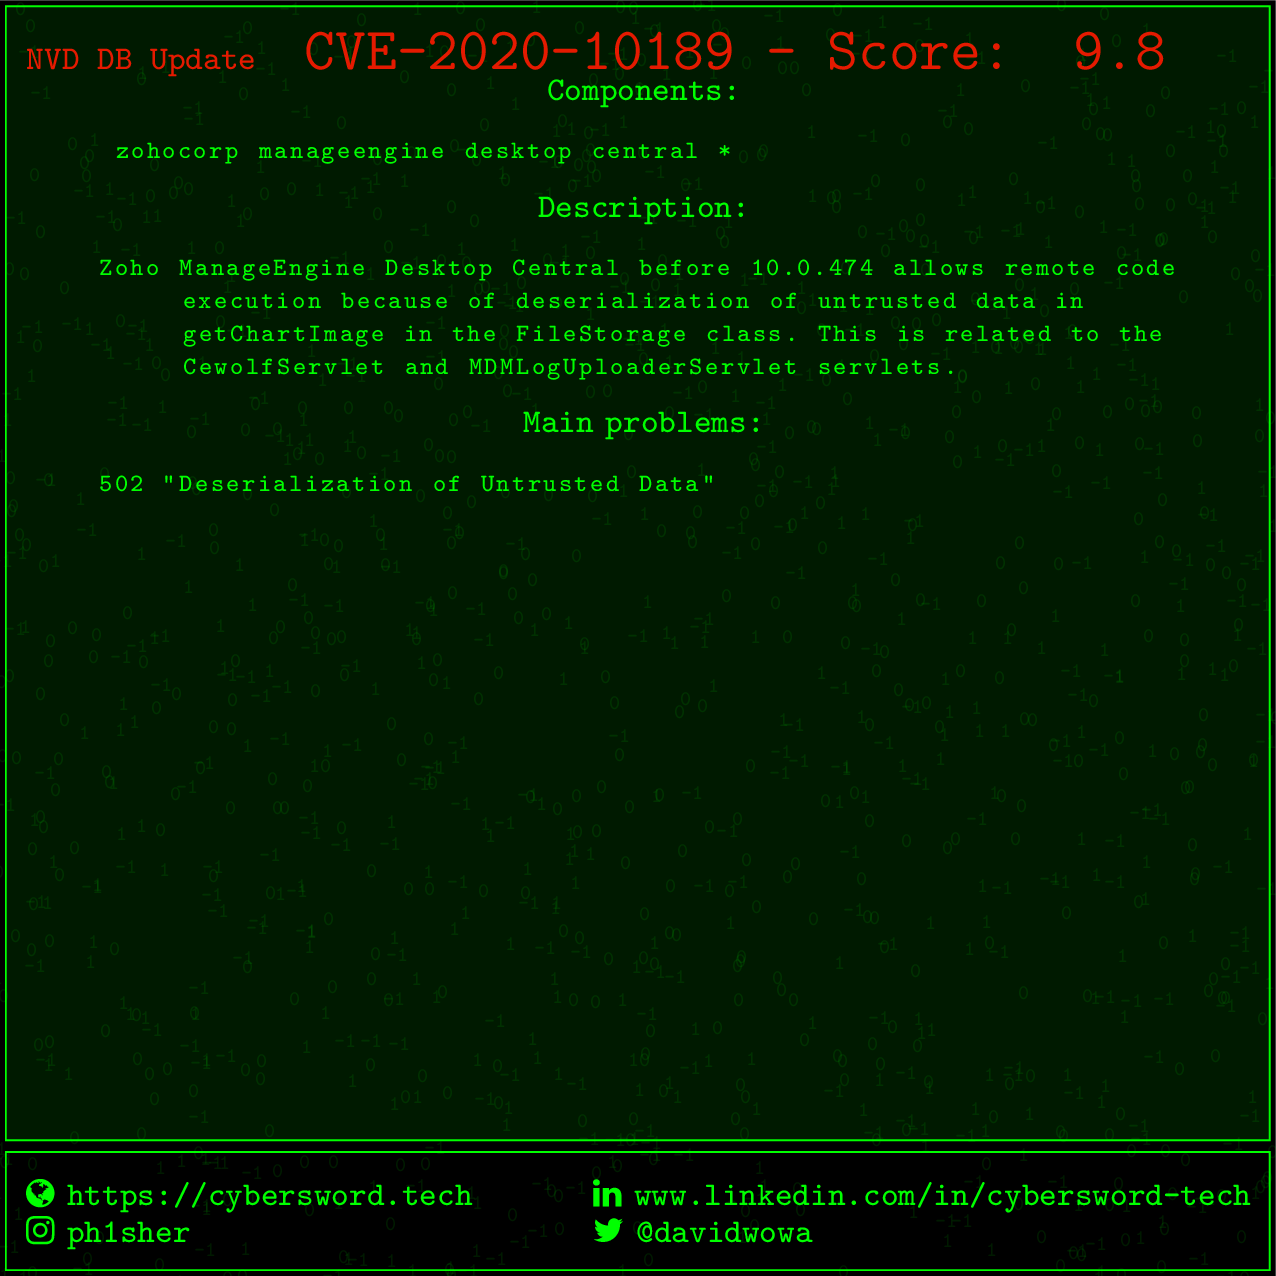 NVD DB Update CVE-2020-10189 - Score: 9.8
Components:
zohocorp manageengine desktop central *
Description:
Zoho ManageEngine Desktop Central before 10.0.474 allows remote code
execution because of deserialization of untrusted data in
getChartImage in the FileStorage class. This is related to the
CewolfServlet and MDMLogUploaderServlet servlets.
Main problems:
502 "Deserialization of Untrusted Data"
https://cybersword.tech
www.linkedin.com/in/cybersword-tech
ph1sher
@davidwowa